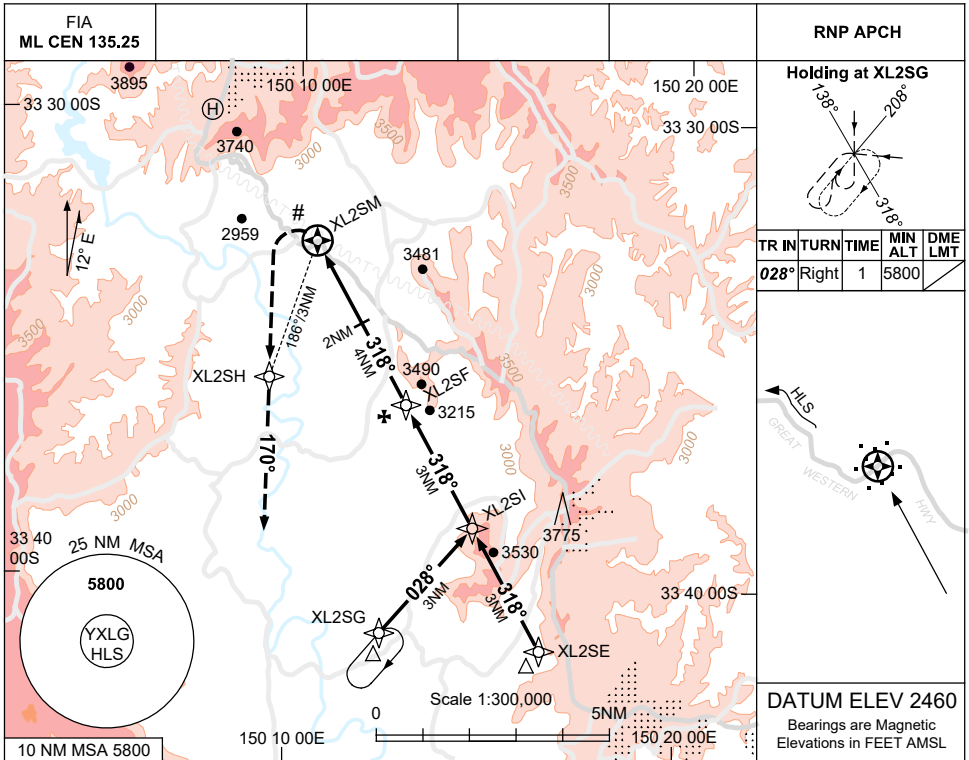 FIA
ML CEN 135.25
RNP APCH
3895
150 10 00E
150 20 00E
33 30 00S
H
3740
3500
3000
33 30 00S
3500
Holding at XL2SG
138°
208°
318°
TR IN TURN TIME MIN ALT DME LMT
028° Right 1 5800
12° E
2959
#
XL2SM
3481
3000
3500
3000
186°/3NM
2NM
318°
4NM
XL2SH
3490
XL2SF
3215
3500
3000
170°
318°
3NM
3000
3000
XL2SI
HLS
GREAT
WESTERN
HWY
33 40
00S
25 NM MSA
5800
YXLG
HLS
3775
3530
028°
3NM
318°
3NM
33 40 00S
XL2SG
XL2SE
Scale 1:300,000
0
5NM
10 NM MSA 5800
150 10 00E
150 20 00E
DATUM ELEV 2460
Bearings are Magnetic
Elevations in FEET AMSL